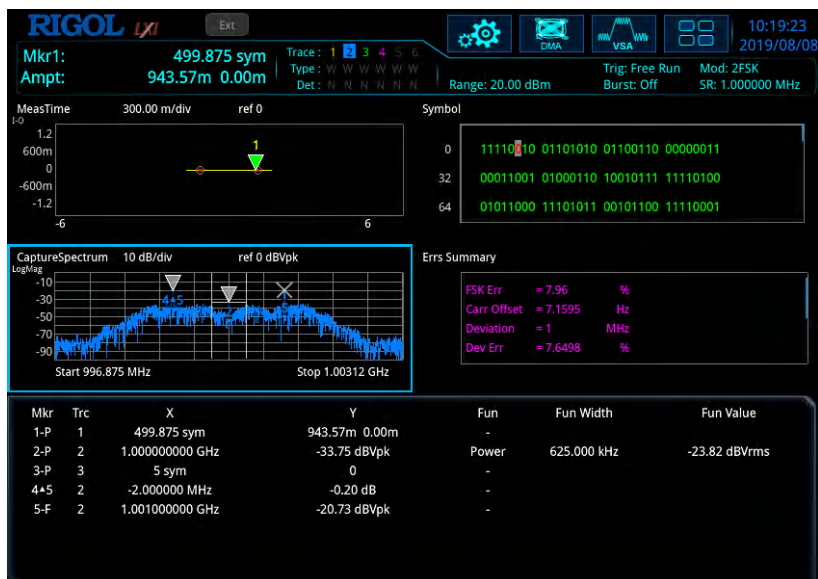 RIGOL LXI Ext 10:19:23
DMA VSA 2019/08/08
Mkr1: 499.875 sym Trace : 1 2 3 4 5 6
Ampt: 943.57m 0.00m Type : W W W W W W
Det : N N N N N N
Range: 20.00 dBm Trig: Free Run Mod: 2FSK
Burst: Off SR: 1.000000 MHz
MeasTime 300.00 m/div ref 0
I-O
1.2
600m
0
-600m
-1.2
-6 6
1
Symbol
0 11110010 01101010 01100110 00000011
32 00011001 01000110 10010111 11110100
64 01011000 11101011 00101100 11110001
CaptureSpectrum 10 dB/div ref 0 dBVpk
LogMag
-10
-30
-50
-70
-90
4▲5
2
5
Start 996.875 MHz Stop 1.00312 GHz
Errs Summary
FSK Err = 7.96 %
Carr Offset = 7.1595 Hz
Deviation = 1 MHz
Dev Err = 7.6498 %
Mkr Trc X Y Fun Fun Width Fun Value
1-P 1 499.875 sym 943.57m 0.00m -
2-P 2 1.000000000 GHz -33.75 dBVpk Power 625.000 kHz -23.82 dBVrms
3-P 3 5 sym 0 -
4▲5 2 -2.000000 MHz -0.20 dB -
5-F 2 1.001000000 GHz -20.73 dBVpk -